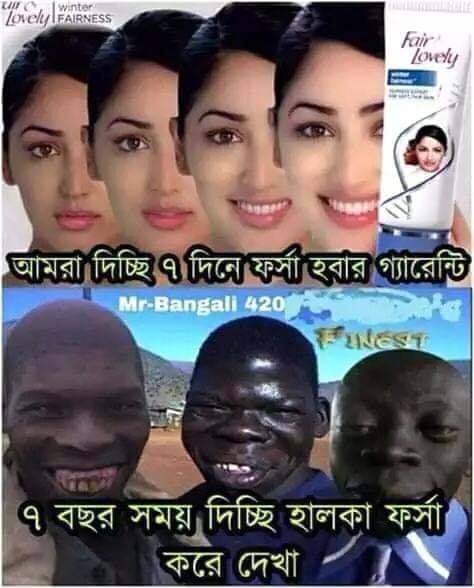 Lovely
winter
FAIRNESS
Fair
Lovely
winter
fairness
আমরা দিচ্ছি ৭ দিনে ফর্সা হবার গ্যারেন্টি
Mr-Bangali 420
FINEST
৭ বছর সময় দিচ্ছি হালকা ফর্সা
করে দেখা